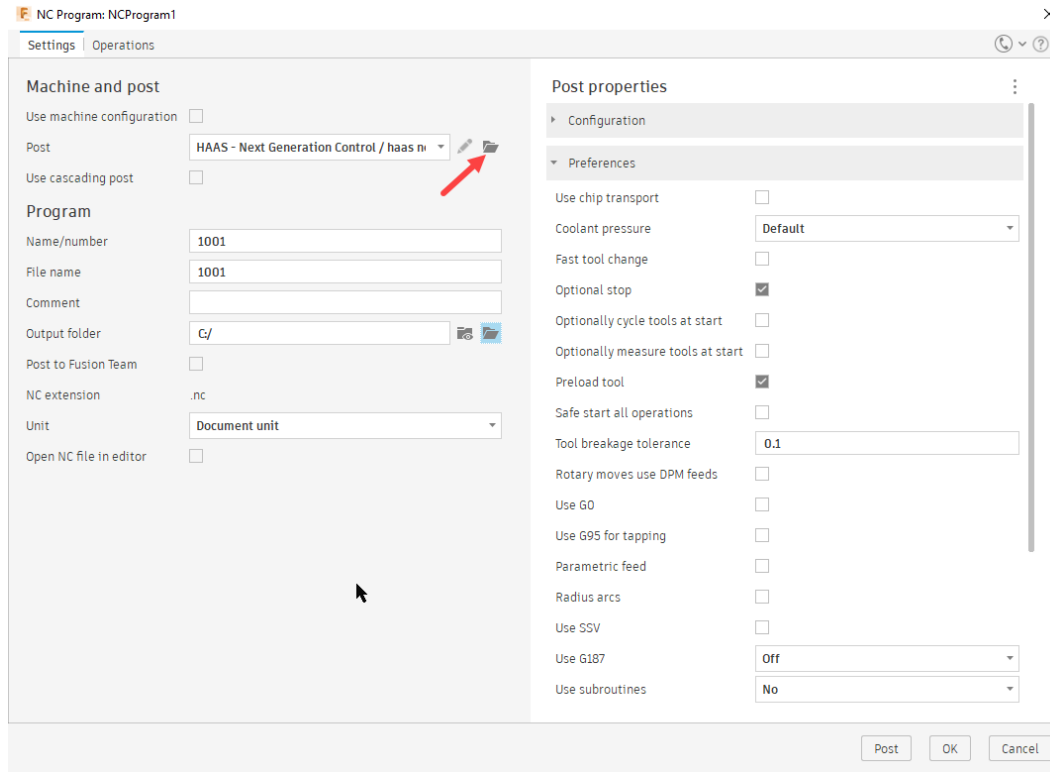 NC Program: NCProgram1
Settings
Operations
Machine and post
Use machine configuration
Post
HAAS - Next Generation Control / haas
Use cascading post
Program
Name/number
1001
File name
1001
Comment
Output folder
C:/
Post to Fusion Team
NC extension
.nc
Unit
Document unit
Open NC file in editor
Post properties
Configuration
Preferences
Use chip transport
Coolant pressure
Default
Fast tool change
Optional stop
Optionally cycle tools at start
Optionally measure tools at start
Preload tool
Safe start all operations
Tool breakage tolerance
0.1
Rotary moves use DPM feeds
Use G0
Use G95 for tapping
Parametric feed
Radius arcs
Use SSV
Use G187
Off
Use subroutines
No
Post
OK
Cancel